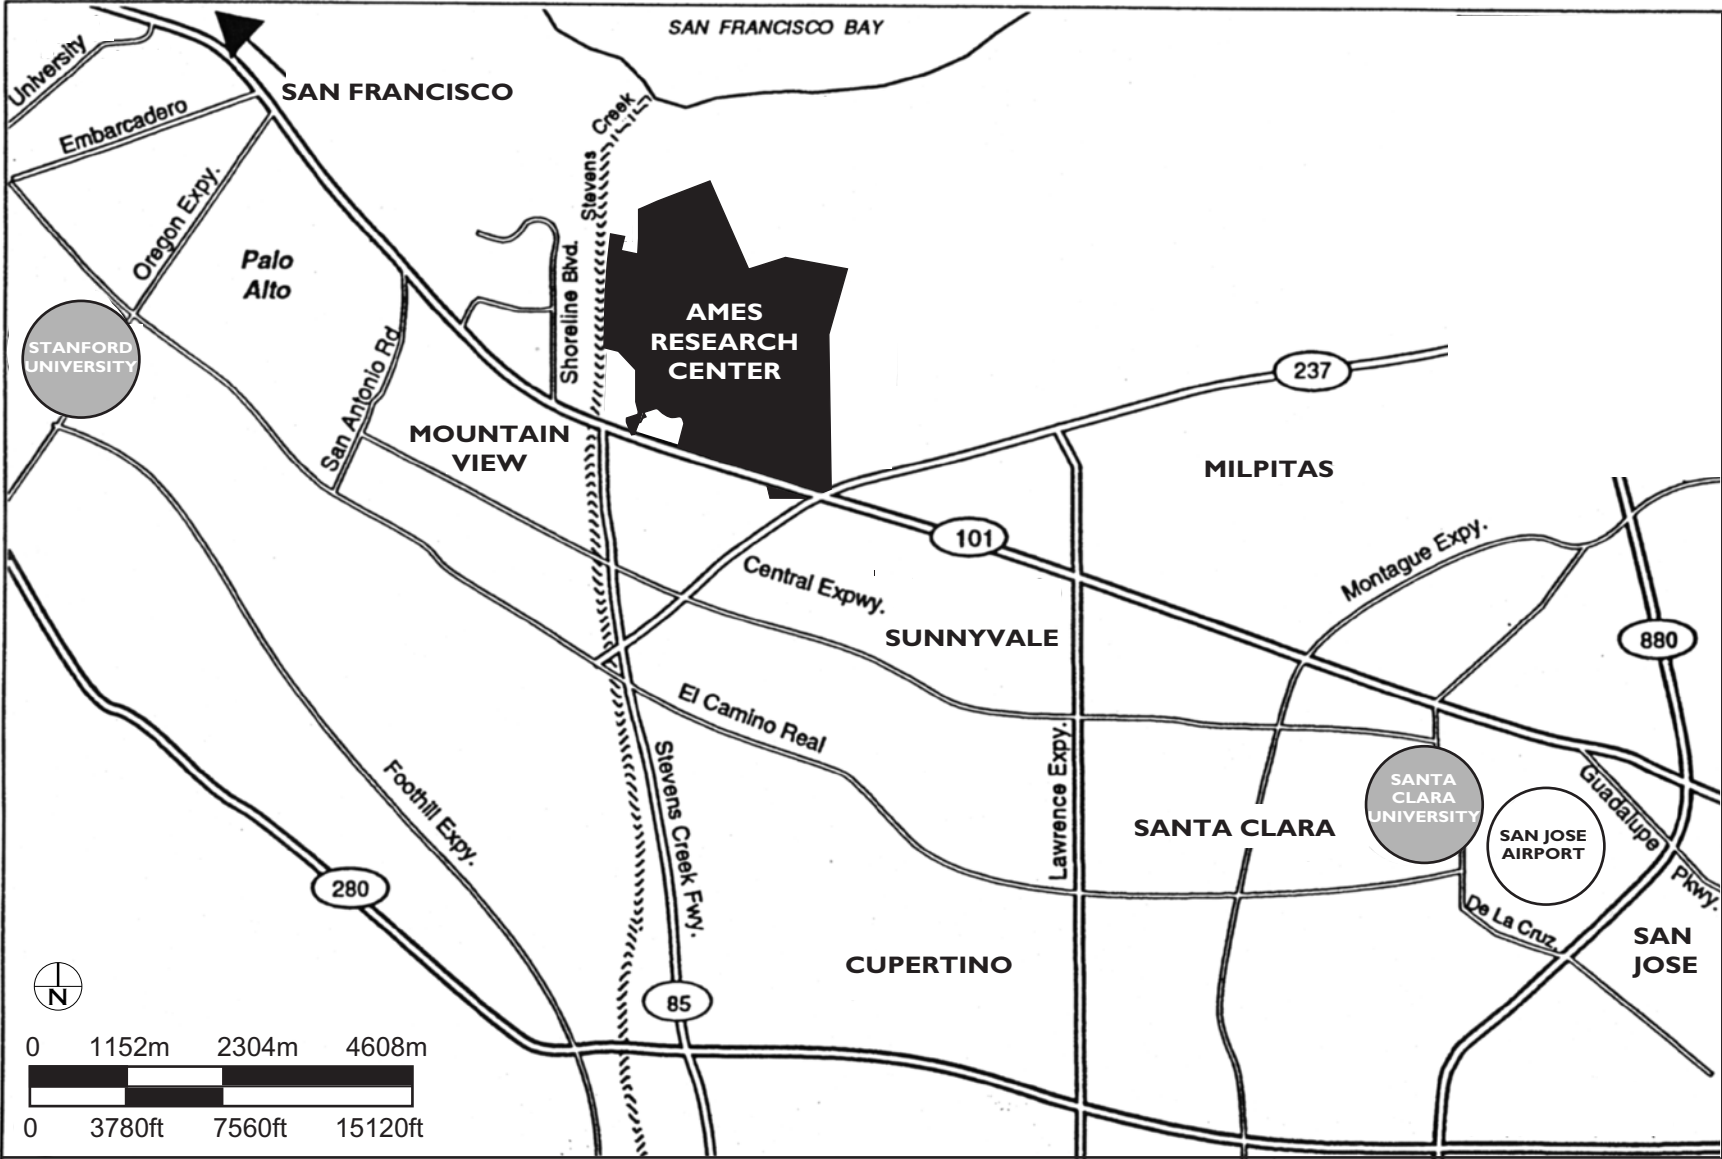 SAN FRANCISCO BAY
University
SAN FRANCISCO
Embarcadero
Stevens Creek
Oregon Expy.
Palo
Alto
Shoreline Blvd.
AMES
RESEARCH
CENTER
STANFORD
UNIVERSITY
San Antonio Rd
237
MOUNTAIN
VIEW
MILPITAS
101
Montague Expy.
Central Expwy.
SUNNYVALE
880
El Camino Real
Stevens Creek Fwy.
Lawrence Expy.
Foothill Expy.
SANTA
CLARA
UNIVERSITY
Guadalupe Pkwy.
SANTA CLARA
SAN JOSE
AIRPORT
280
De La Cruz
SAN
JOSE
CUPERTINO
N
85
0 1152m 2304m 4608m
0 3780ft 7560ft 15120ft